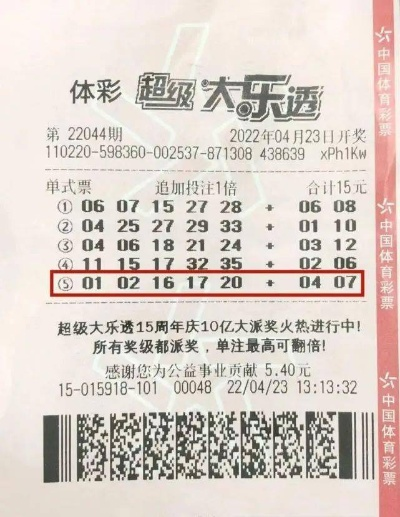 体彩 超级大乐透
第 22044期 2022年04月23日开奖
110220-598360-002537-871308 438639 xPh1Kw
单式票 追加投注1倍 合计15元
① 06 07 15 27 28 + 06 08
② 04 25 27 29 33 + 01 10
③ 04 06 18 21 24 + 03 12
④ 11 15 17 32 35 + 02 06
⑤ 01 02 16 17 20 + 04 07
超级大乐透15周年庆10亿大派奖火热进行中!
所有奖级都派奖,单注最高可翻倍!
感谢您为公益事业贡献 5.40元
15-015918-101 00048 22/04/23 13:13:32
中国体育彩票
中国体育彩票
中国体育彩票